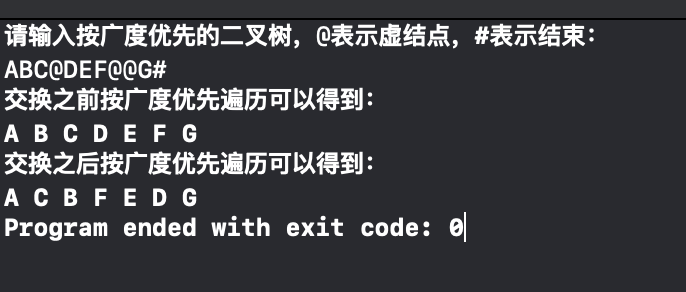 请输入按广度优先的二叉树，@表示虚结点，#表示结束：
ABC@DEF@@G#
交换之前按广度优先遍历可以得到：
A B C D E F G
交换之后按广度优先遍历可以得到：
A C B F E D G
Program ended with exit code: 0